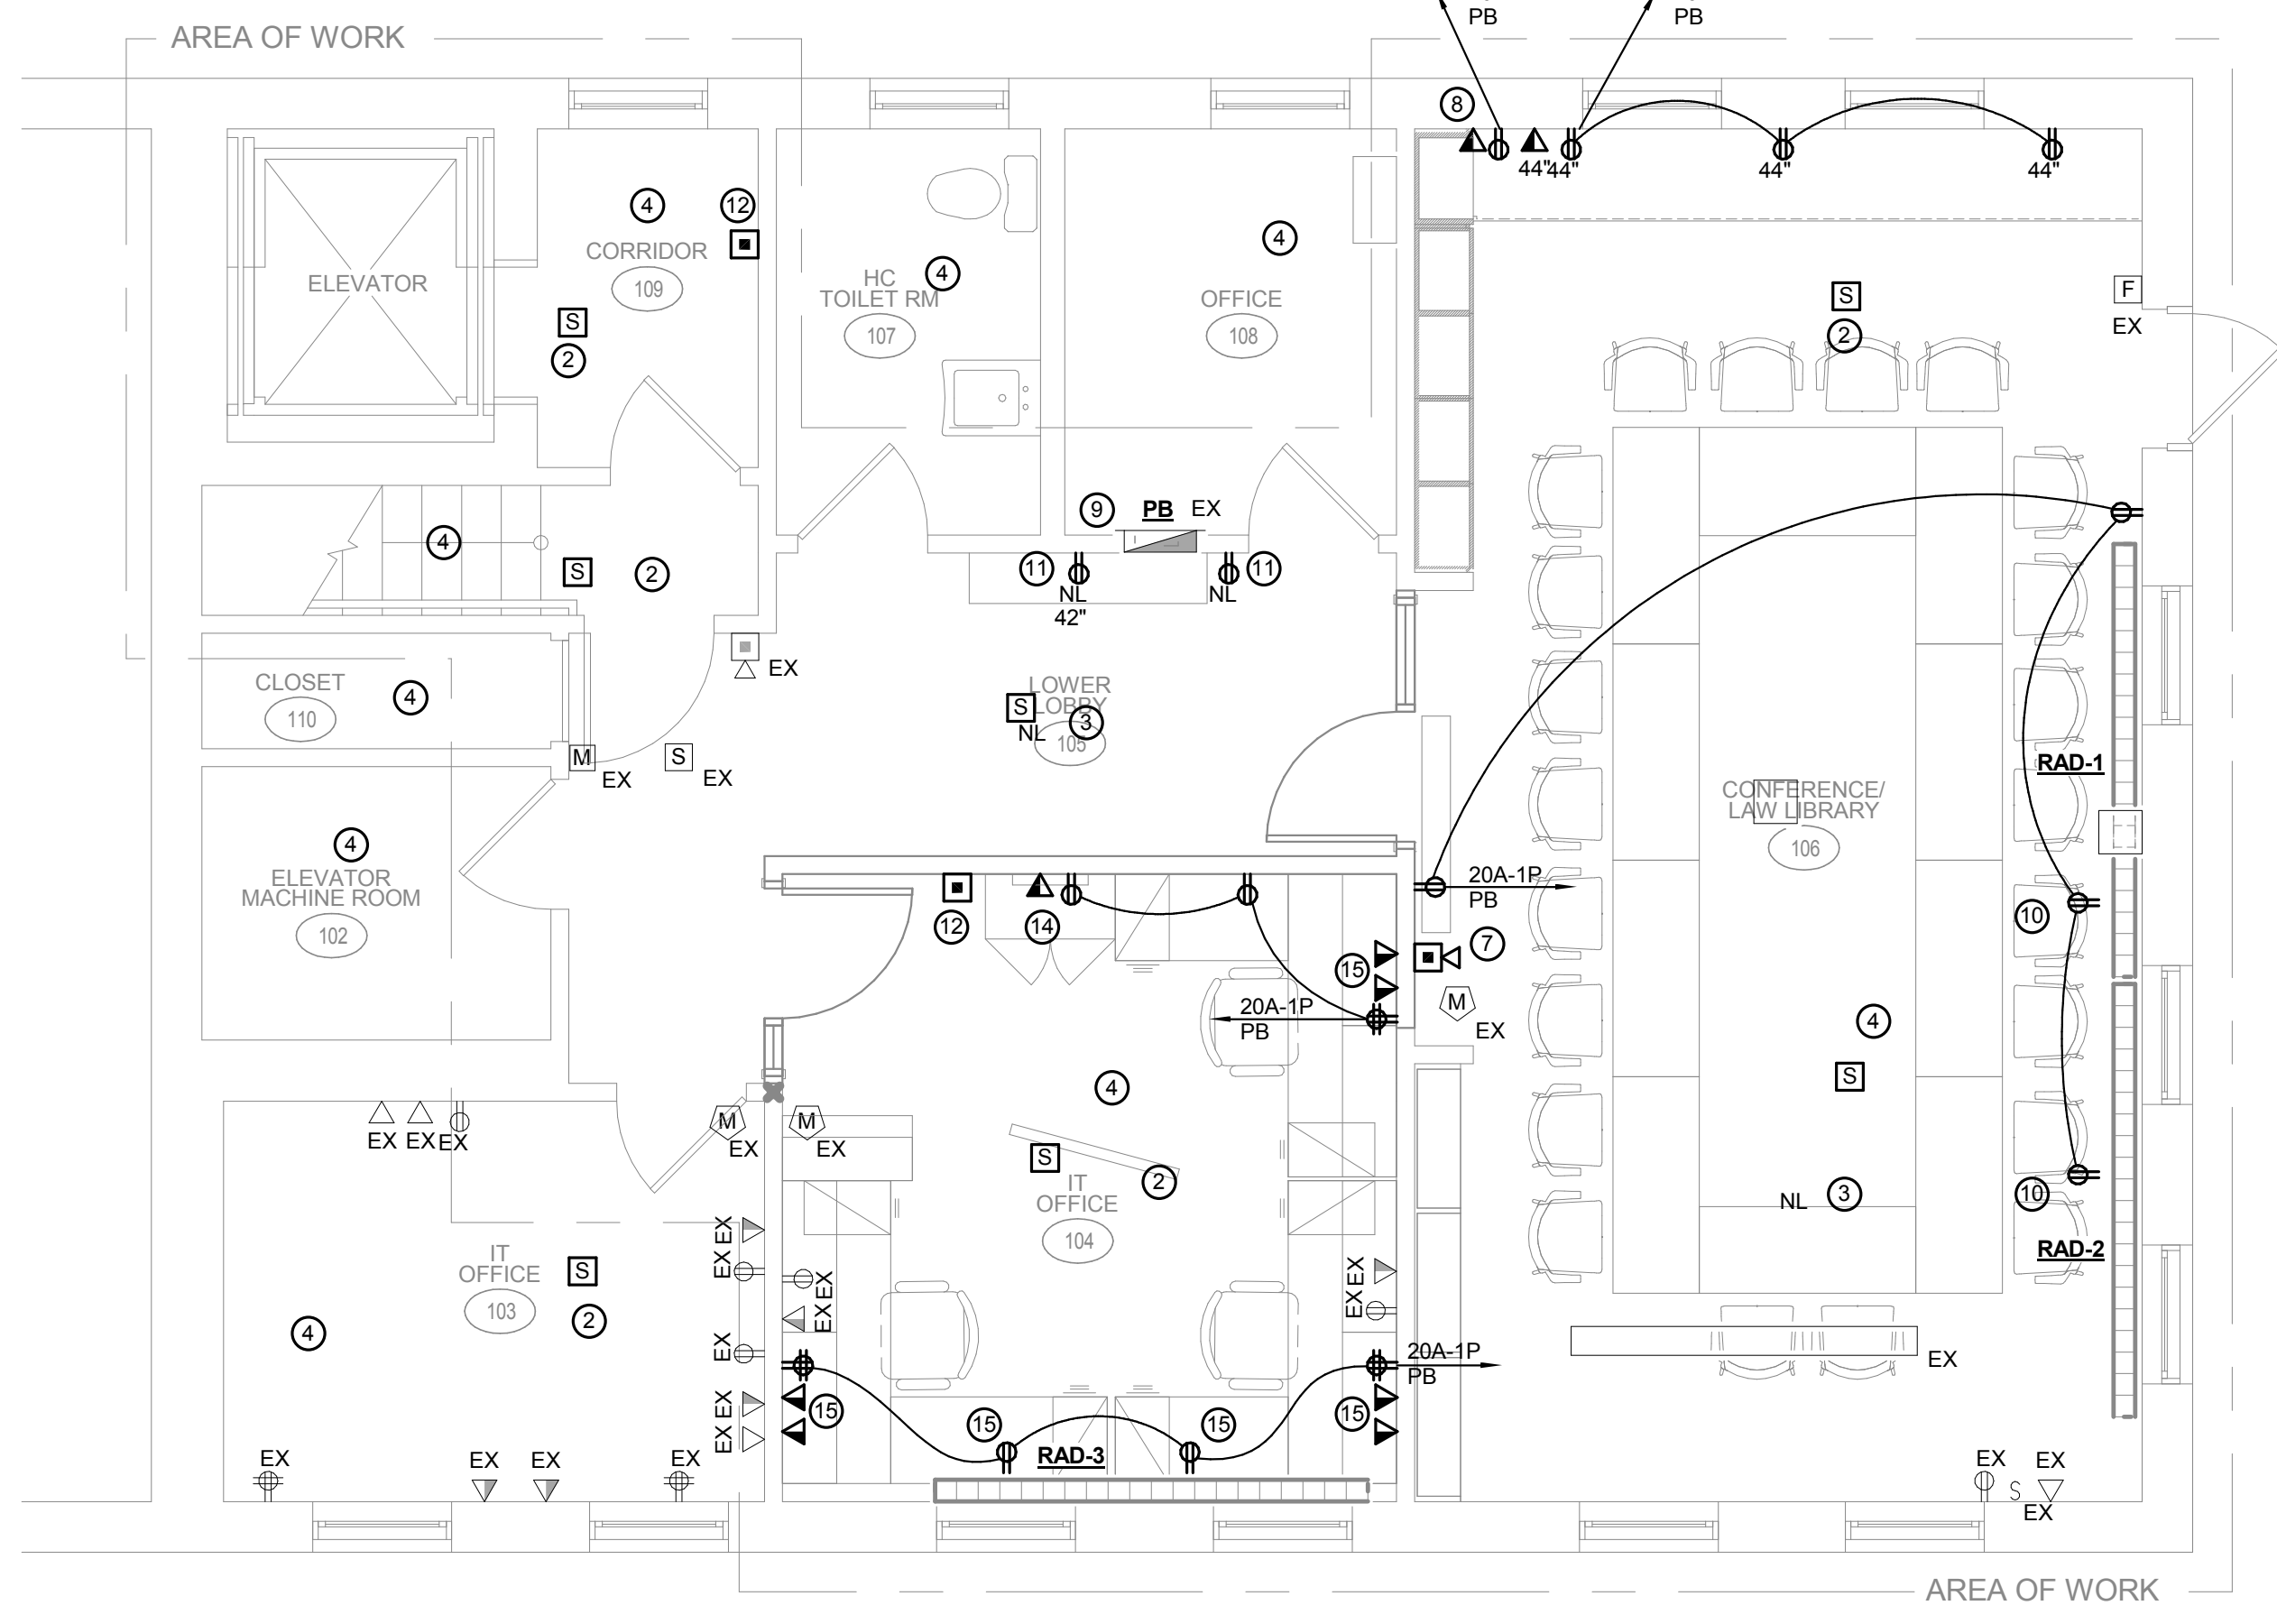 PB
PB
AREA OF WORK
8
44"
44"
44"
44"
4
12
CORRIDOR
109
ELEVATOR
S
2
4
HC
TOILET RM
107
4
OFFICE
108
S
2
F
EX
4
S
2
9
PB
EX
11
NL
42"
11
NL
EX
CLOSET
110
4
M
EX
S
EX
LOWER
LOBBY
105
S
NL
3
RAD-1
CONFERENCE/
LAW LIBRARY
106
4
ELEVATOR
MACHINE ROOM
102
12
14
20A-1P
PB
15
7
M
EX
20A-1P
PB
10
4
S
4
EX
EX
EX
M
EX
M
EX
S
2
IT
OFFICE
104
NL
3
10
RAD-2
EX
EX
EX
EX
EX
EX
EX
EX
EX
IT
OFFICE
103
S
2
4
20A-1P
PB
EX
15
15
15
15
RAD-3
EX
EX
EX
EX
EX
S
EX
EX
AREA OF WORK